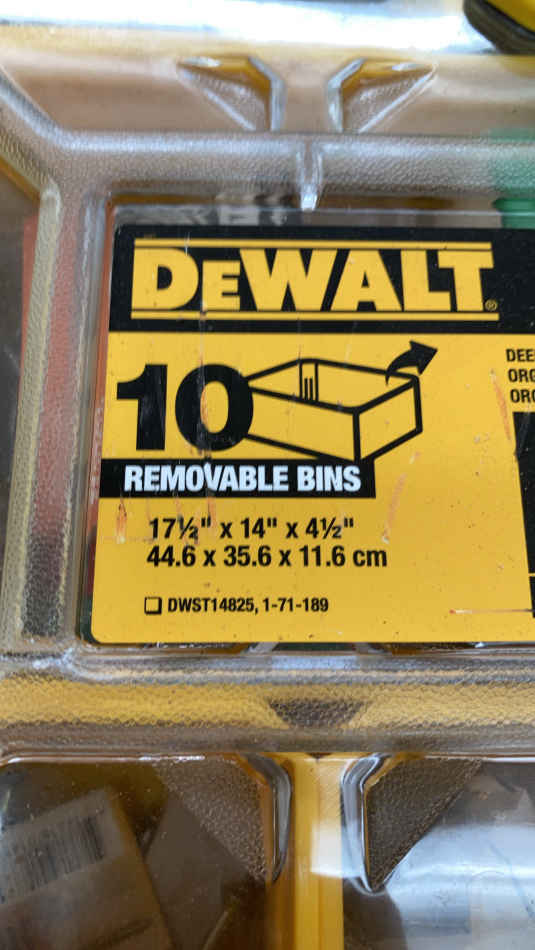 DEWALT®
10
REMOVABLE BINS
17½" x 14" x 4½"
44.6 x 35.6 x 11.6 cm
DWST14825, 1-71-189